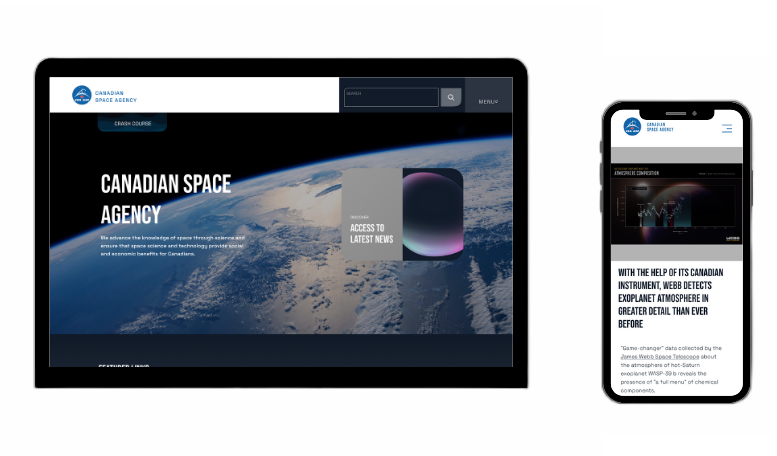 CANADIAN
SPACE AGENCY
SEARCH
MENU
CRASH COURSE
CANADIAN SPACE
AGENCY
We advance the knowledge of space through science and
ensure that space science and technology provide social
and economic benefits for Canadians.
DISCOVER
ACCESS TO
LATEST NEWS
FEATURED LINKS
CANADIAN
SPACE AGENCY
ATMOSPHERE COMPOSITION
WEBB
WITH THE HELP OF ITS CANADIAN
INSTRUMENT, WEBB DETECTS
EXOPLANET ATMOSPHERE IN
GREATER DETAIL THAN EVER
BEFORE
"Game-changer" data collected by the
James Webb Space Telescope about
the atmosphere of hot-Saturn
exoplanet WASP-39 b reveals the
presence of "a full menu" of chemical
components.